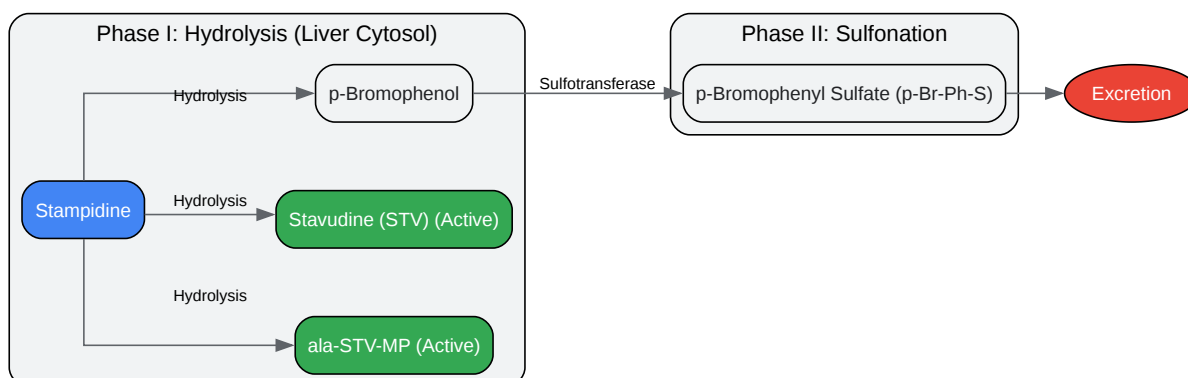 Phase I: Hydrolysis (Liver Cytosol)
Phase II: Sulfonation
Hydrolysis
p-Bromophenol
Sulfotransferase
p-Bromophenyl Sulfate (p-Br-Ph-S)
Excretion
Stampidine
Hydrolysis
Stavudine (STV) (Active)
Hydrolysis
ala-STV-MP (Active)